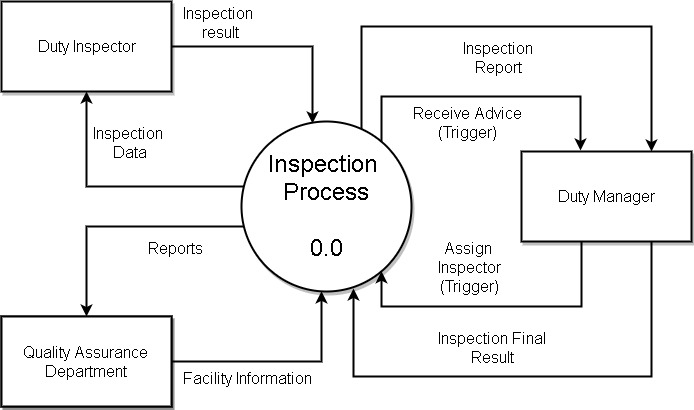 Inspection
result
Duty Inspector
Inspection
Report
Receive Advice
(Trigger)
Inspection
Data
Inspection
Process
0.0
Duty Manager
Reports
Assign
Inspector
(Trigger)
Quality Assurance
Department
Facility Information
Inspection Final
Result